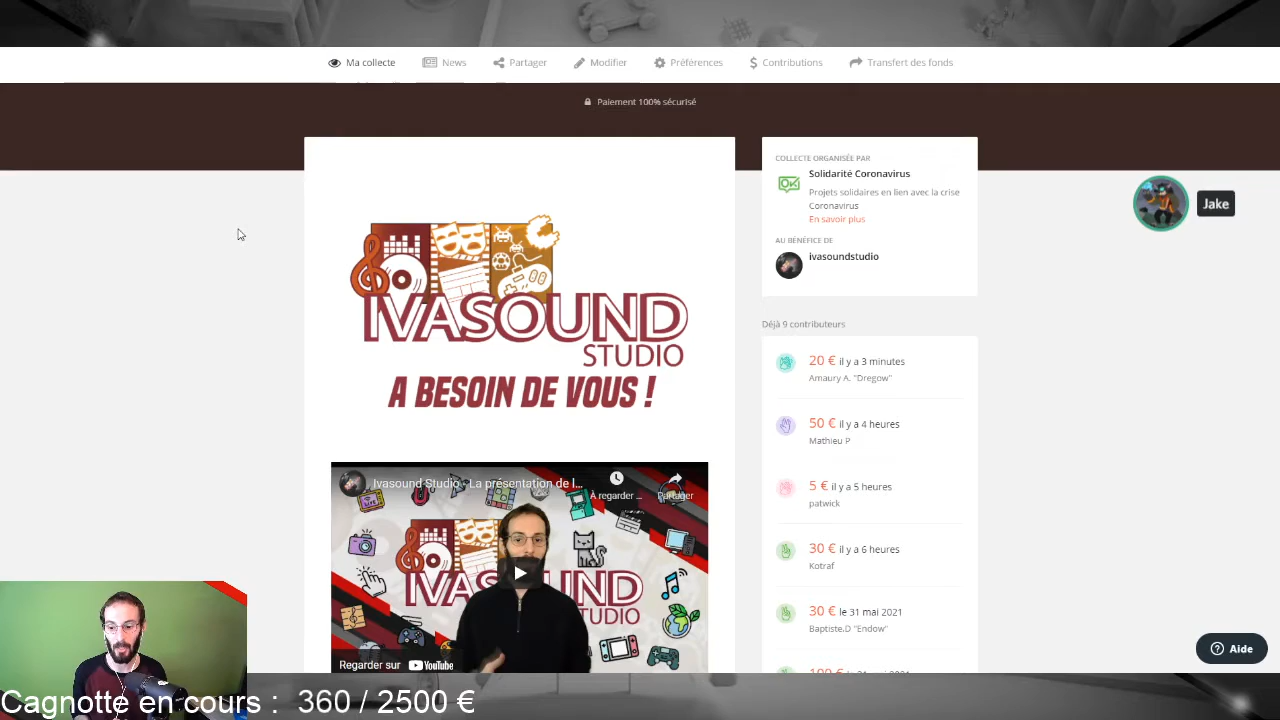 Ma collecte
News
Partager
Modifier
Préférences
Contributions
Transfert des fonds
Paiement 100% sécurisé
IVASOUND
STUDIO
A BESOIN DE VOUS !
Ivasound Studio - La présentation de l...
À regarder ...
Partager
IVASOUND
STUDIO
Regarder sur YouTube
COLLECTE ORGANISÉE PAR
Solidarité Coronavirus
Projets solidaires en lien avec la crise
Coronavirus
En savoir plus
AU BÉNÉFICE DE
ivasoundstudio
Déjà 9 contributeurs
20 € il y a 3 minutes
Amaury A. "Dregow"
50 € il y a 4 heures
Mathieu P
5 € il y a 5 heures
patwick
30 € il y a 6 heures
Kotraf
30 € le 31 mai 2021
Baptiste.D "Endow"
Jake
Aide
Cagnotte en cours : 360 / 2500 €